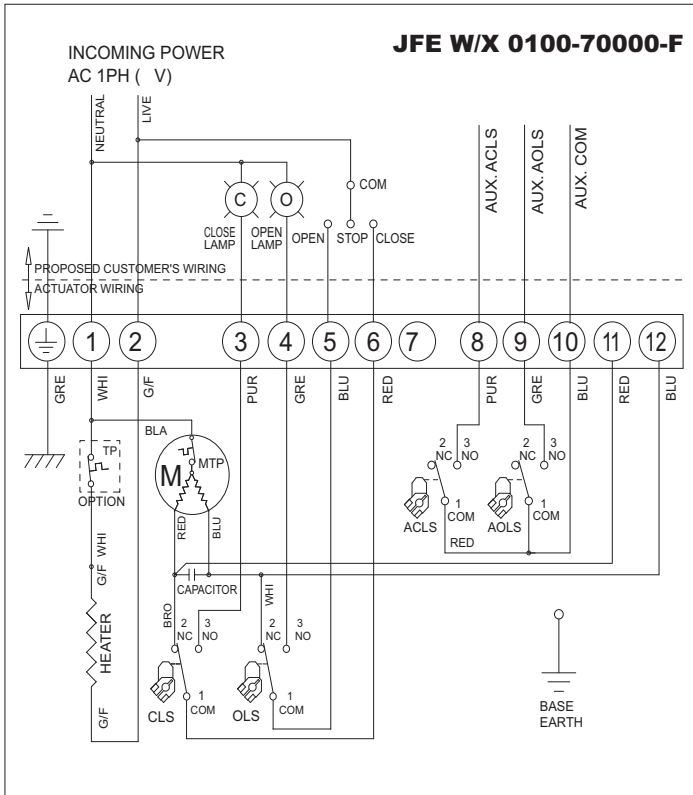 JFE W/X 0100-70000-F
INCOMING POWER
AC 1PH ( V)
NEUTRAL
LIVE
AUX. ACLS
AUX. AOLS
AUX. COM
COM
C
O
CLOSE
LAMP
OPEN
LAMP
OPEN
STOP
CLOSE
PROPOSED CUSTOMER'S WIRING
ACTUATOR WIRING
1
2
3
4
5
6
7
8
9
10
11
12
GRE
WHI
G/F
PUR
GRE
BLU
RED
PUR
GRE
BLU
RED
BLU
BLA
TP
OPTION
M
MTP
RED
BLU
2
NC
3
NO
1
COM
ACLS
2
NC
3
NO
1
COM
AOLS
RED
WHI
G/F
CAPACITOR
HEATER
G/F
BRO
2
NC
3
NO
1
COM
CLS
WHI
2
NC
3
NO
1
COM
OLS
BASE
EARTH